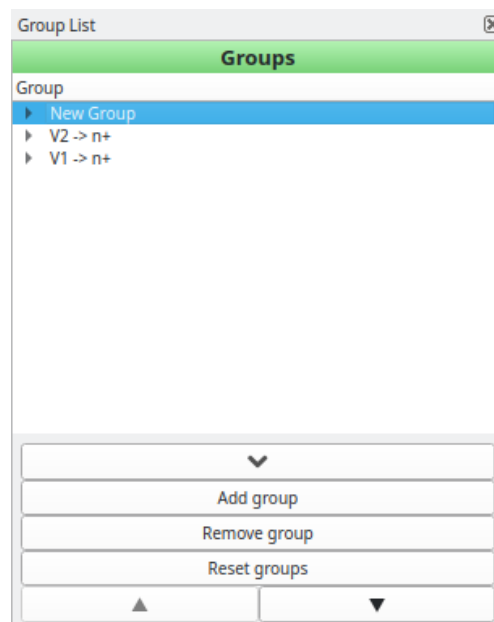 Group List
Groups
Group
New Group
V2 -> n+
V1 -> n+
Add group
Remove group
Reset groups